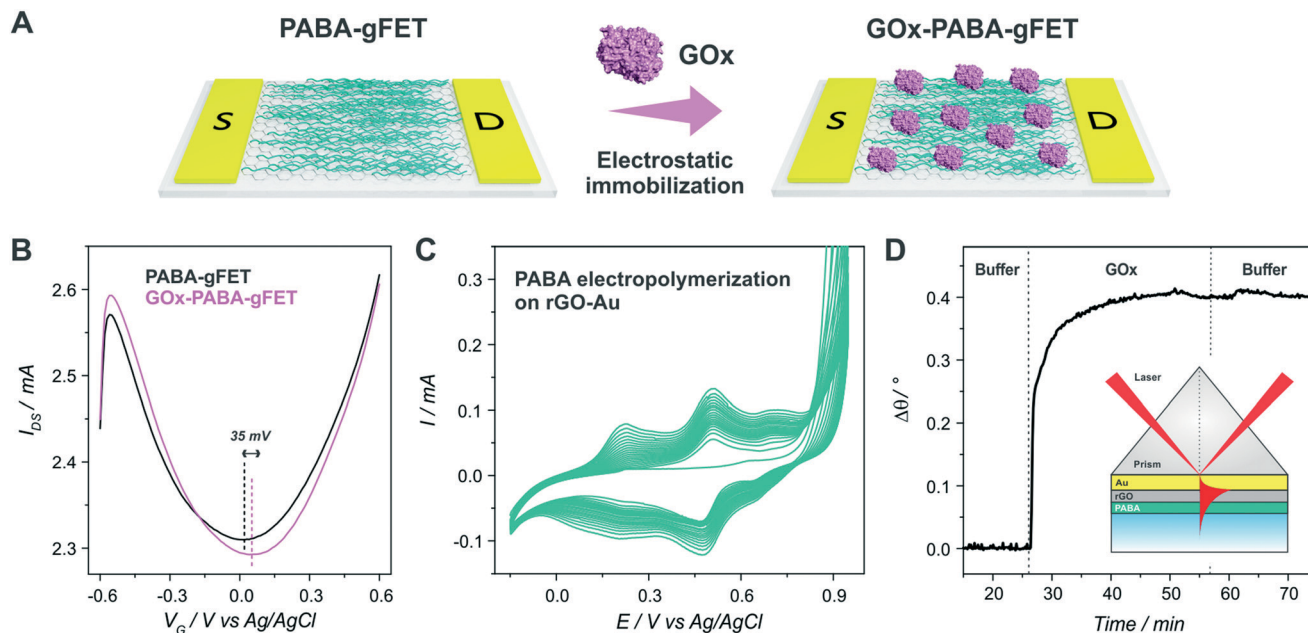 A
PABA-gFET
GOx
GOx-PABA-gFET
S
D
Electrostatic
immobilization
S
D
B
PABA-gFET
GOx-PABA-gFET
35 mV
2.6
2.5
2.4
2.3
I_DS / mA
-0.6
-0.3
0.0
0.3
0.6
V_G / V vs Ag/AgCl
C
PABA electropolymerization
on rGO-Au
0.3
0.2
0.1
0.0
-0.1
I / mA
0.0
0.3
0.6
0.9
E / V vs Ag/AgCl
D
Buffer
GOx
Buffer
0.4
0.3
0.2
0.1
0.0
Δθ / °
Laser
Prism
Au
rGO
PABA
20
30
40
50
60
70
Time / min